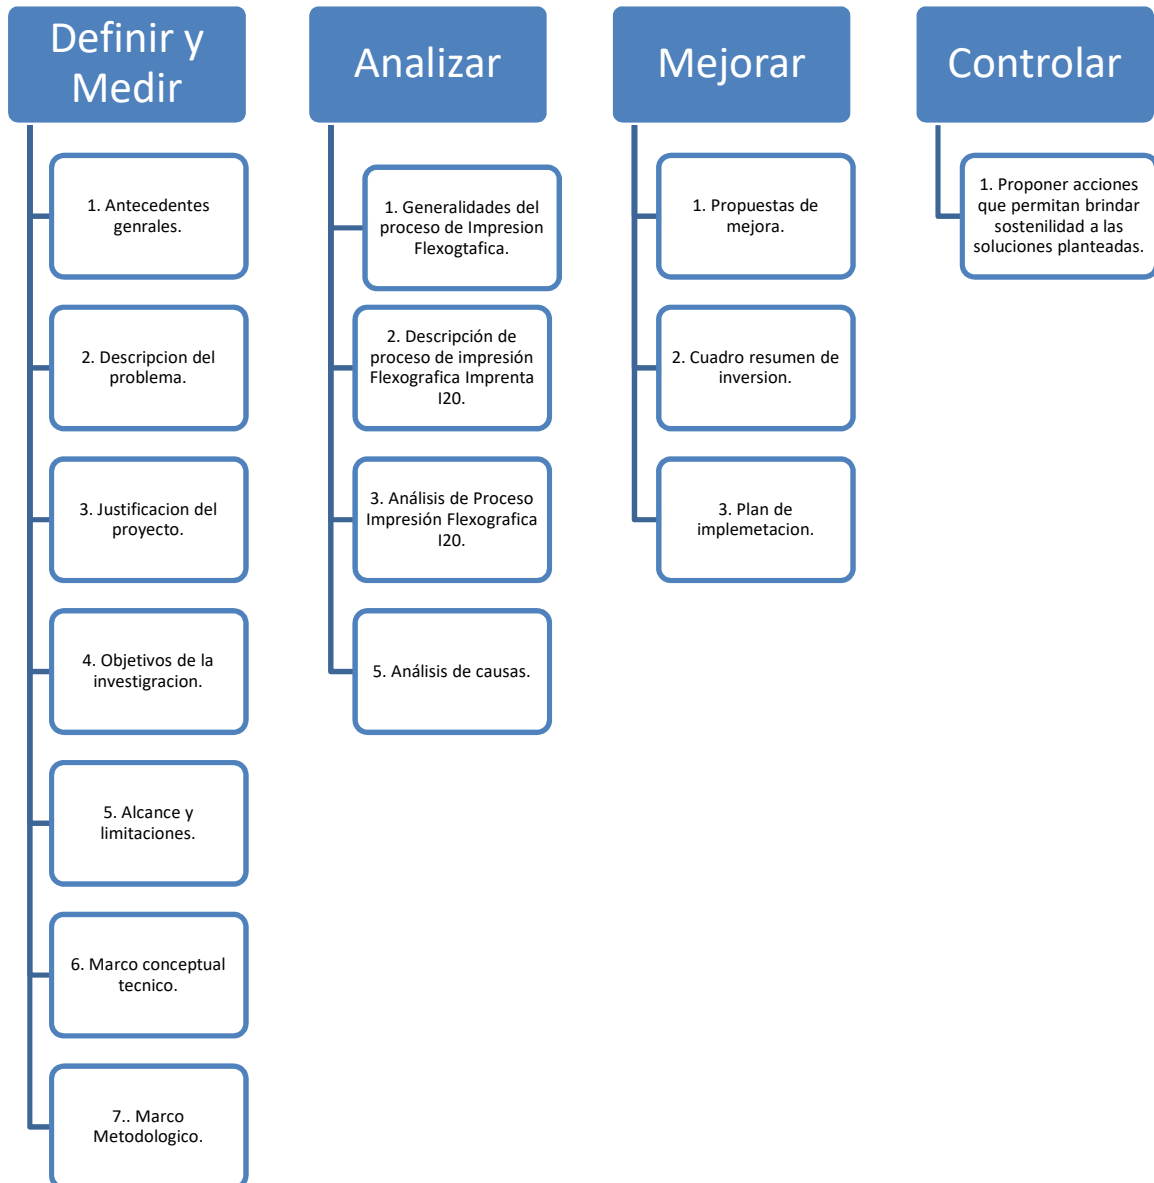 Definir y
Medir
1. Antecedentes
genrales.
2. Descripcion del
problema.
3. Justificacion del
proyecto.
4. Objetivos de la
investigracion.
5. Alcance y
limitaciones.
6. Marco conceptual
tecnico.
7.. Marco
Metodologico.
Analizar
1. Generalidades del
proceso de Impresion
Flexogtafica.
2. Descripción de
proceso de impresión
Flexografica Imprenta
I20.
3. Análisis de Proceso
Impresión Flexografica
I20.
5. Análisis de causas.
Mejorar
1. Propuestas de
mejora.
2. Cuadro resumen de
inversion.
3. Plan de
implemetacion.
Controlar
1. Proponer acciones
que permitan brindar
sostenilidad a las
soluciones planteadas.